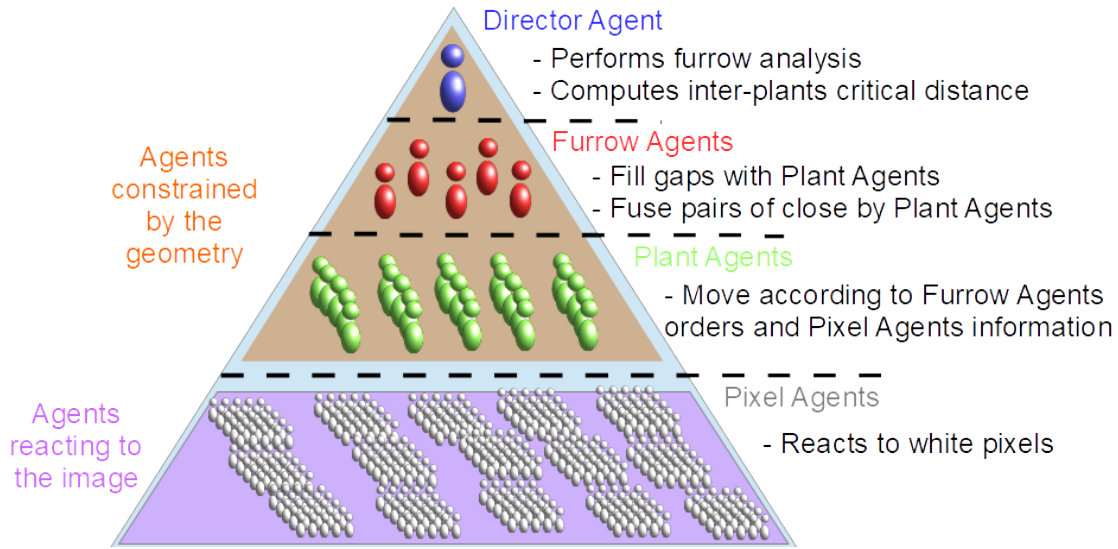 Director Agent
- Performs furrow analysis
- Computes inter-plants critical distance
Furrow Agents
- Fill gaps with Plant Agents
- Fuse pairs of close by Plant Agents
Agents
constrained
by the
geometry
Plant Agents
- Move according to Furrow Agents
orders and Pixel Agents information
Pixel Agents
- Reacts to white pixels
Agents
reacting to
the image